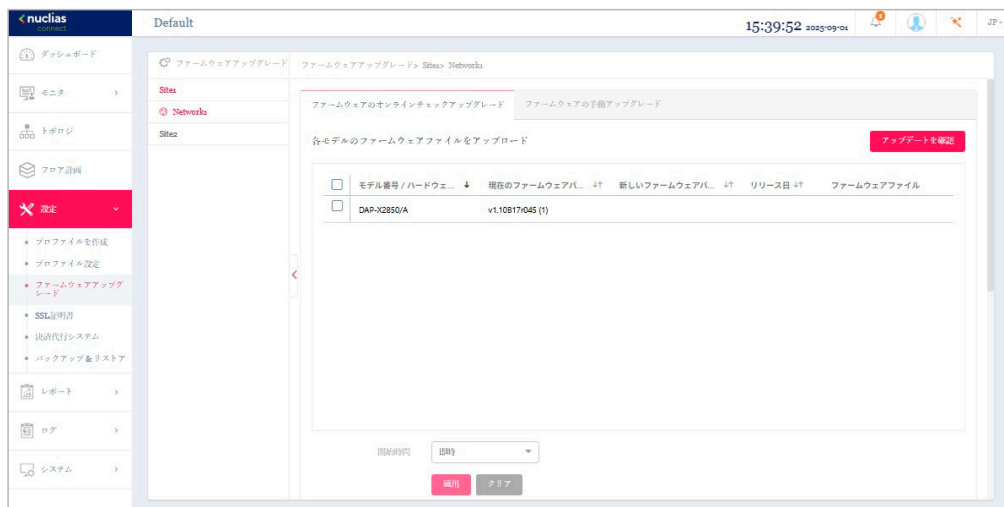 nuclias
connect
Default
15:39:52 2025-09-01
2
JP
ダッシュボード
モニタ
トポロジ
フロア計画
設定
プロファイルを作成
プロファイル設定
ファームウェアアップグ
レード
SSL証明書
決済代行システム
バックアップ&リストア
レポート
ログ
システム
ファームウェアアップグレード
Site1
Network1
Site2
ファームウェアアップグレード> Site1> Network1
ファームウェアのオンラインチェックアップグレード
ファームウェアの手動アップグレード
各モデルのファームウェアファイルをアップロード
アップデートを確認
モデル番号 / ハードウェ... 現在のファームウェアバ... 新しいファームウェアバ... リリース日 ファームウェアファイル
DAP-X2850/A v1.10B17r045 (1)
開始時間 即時
適用 クリア